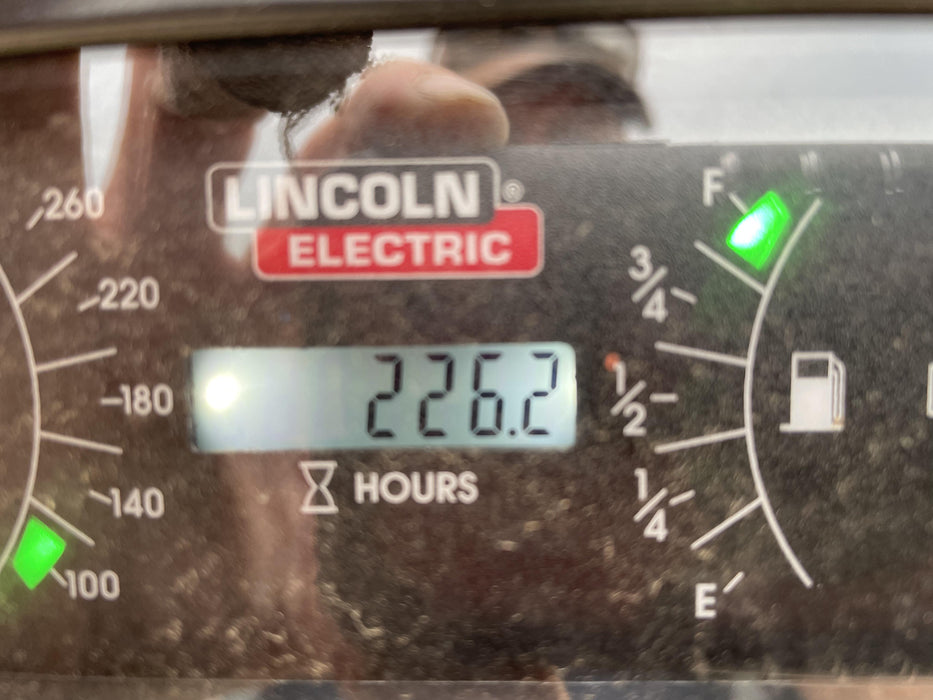 260
LINCOLN®
ELECTRIC
F
220
3/4
226.2
180
1/2
HOURS
140
1/4
100
E